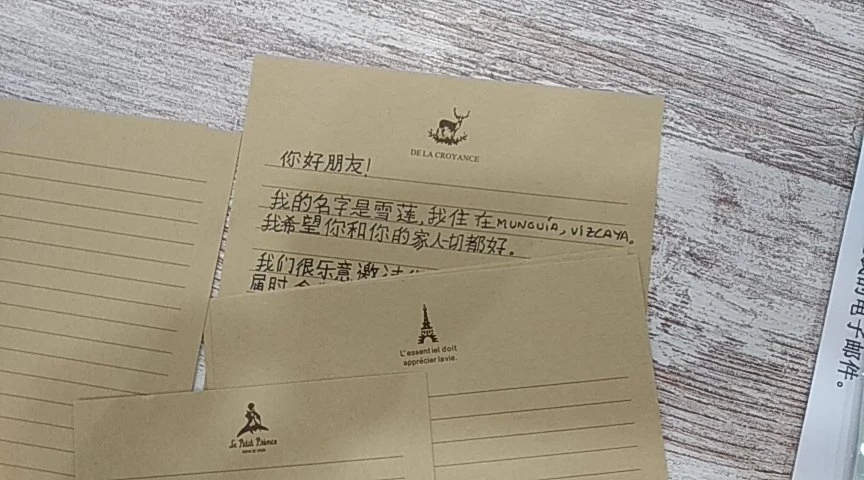 DE LA CROYANCE
你好朋友!
我的名字是雪莲,我住在MUNGUÍA, VIZCAYA。
我希望你和你的家人一切都好。
我们很乐意邀请
届时
L'essentiel doit
apprécier la vie.
Le Petit Prince
的电子邮件。